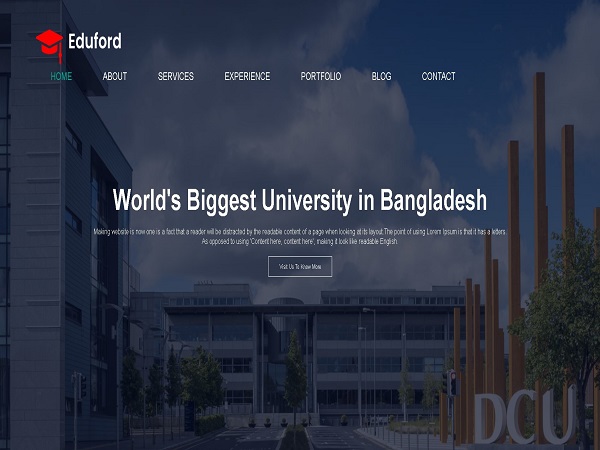 Eduford
HOME ABOUT SERVICES EXPERIENCE PORTFOLIO BLOG CONTACT
World's Biggest University in Bangladesh
Making website is now one is a fact that a reader will be distracted by the readable content of a page when looking at its layout.The point of using Lorem Ipsum is that it has a letters.
As opposed to using 'Content here, content here', making it look like readable English.
Visit Us To Know More
DCU